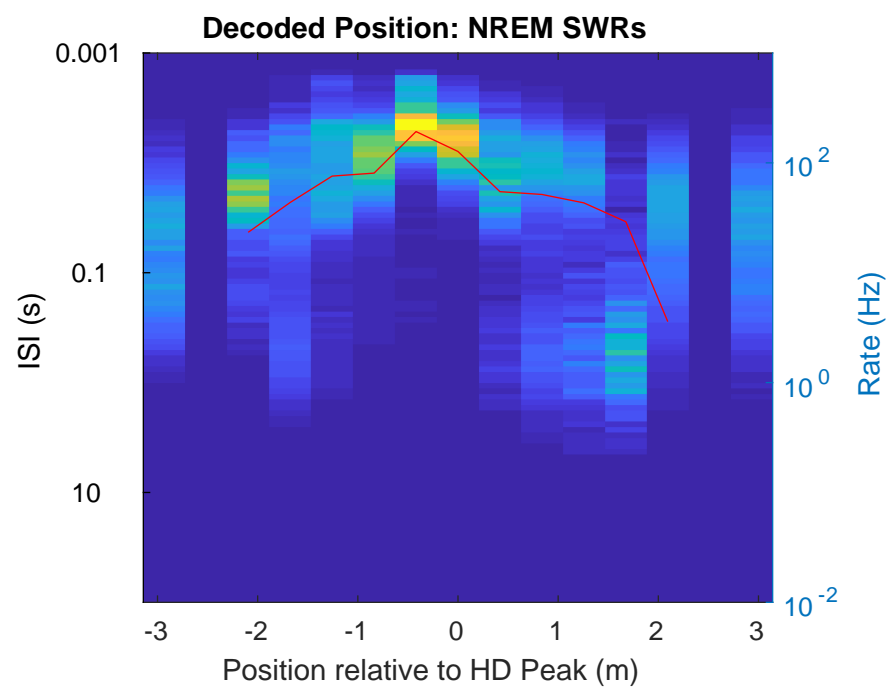 Decoded Position: NREM SWRs
0.001
0.1
10
ISI (s)
10^2
10^0
10^-2
Rate (Hz)
-3 -2 -1 0 1 2 3
Position relative to HD Peak (m)